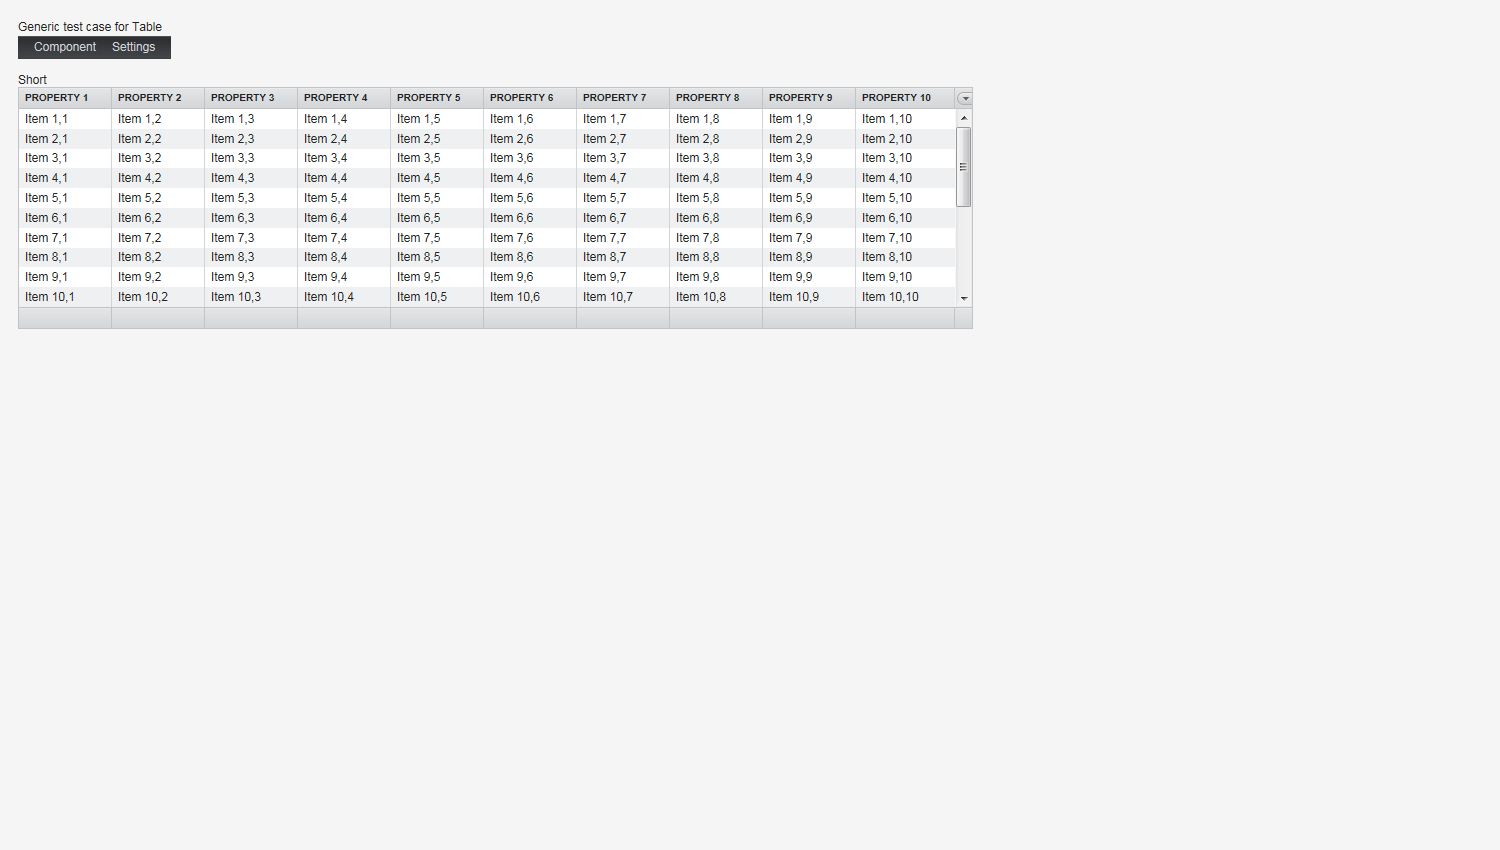 Generic test case for Table
Component Settings
Short
PROPERTY 1 PROPERTY 2 PROPERTY 3 PROPERTY 4 PROPERTY 5 PROPERTY 6 PROPERTY 7 PROPERTY 8 PROPERTY 9 PROPERTY 10
Item 1,1 Item 1,2 Item 1,3 Item 1,4 Item 1,5 Item 1,6 Item 1,7 Item 1,8 Item 1,9 Item 1,10
Item 2,1 Item 2,2 Item 2,3 Item 2,4 Item 2,5 Item 2,6 Item 2,7 Item 2,8 Item 2,9 Item 2,10
Item 3,1 Item 3,2 Item 3,3 Item 3,4 Item 3,5 Item 3,6 Item 3,7 Item 3,8 Item 3,9 Item 3,10
Item 4,1 Item 4,2 Item 4,3 Item 4,4 Item 4,5 Item 4,6 Item 4,7 Item 4,8 Item 4,9 Item 4,10
Item 5,1 Item 5,2 Item 5,3 Item 5,4 Item 5,5 Item 5,6 Item 5,7 Item 5,8 Item 5,9 Item 5,10
Item 6,1 Item 6,2 Item 6,3 Item 6,4 Item 6,5 Item 6,6 Item 6,7 Item 6,8 Item 6,9 Item 6,10
Item 7,1 Item 7,2 Item 7,3 Item 7,4 Item 7,5 Item 7,6 Item 7,7 Item 7,8 Item 7,9 Item 7,10
Item 8,1 Item 8,2 Item 8,3 Item 8,4 Item 8,5 Item 8,6 Item 8,7 Item 8,8 Item 8,9 Item 8,10
Item 9,1 Item 9,2 Item 9,3 Item 9,4 Item 9,5 Item 9,6 Item 9,7 Item 9,8 Item 9,9 Item 9,10
Item 10,1 Item 10,2 Item 10,3 Item 10,4 Item 10,5 Item 10,6 Item 10,7 Item 10,8 Item 10,9 Item 10,10